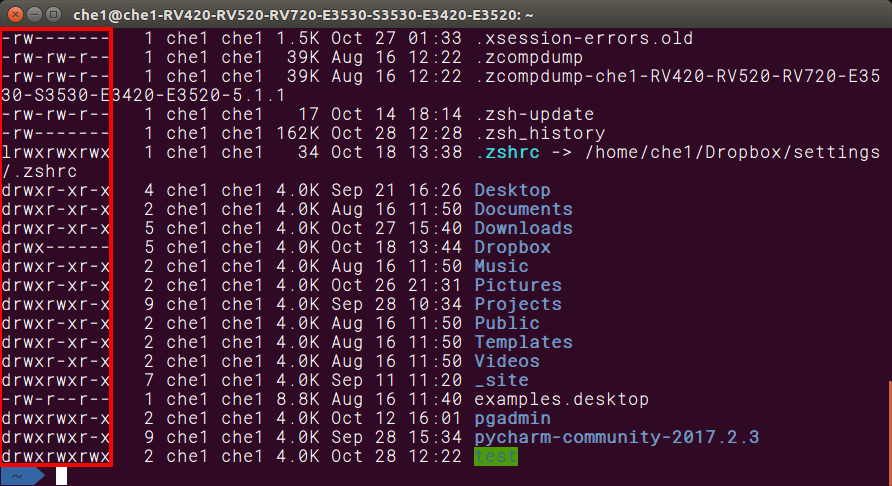 che1@che1-RV420-RV520-RV720-E3530-S3530-E3420-E3520: ~
-rw------- 1 che1 che1 1.5K Oct 27 01:33 .xsession-errors.old
-rw-rw-r-- 1 che1 che1 39K Aug 16 12:22 .zcompdump
-rw-rw-r-- 1 che1 che1 39K Aug 16 12:22 .zcompdump-che1-RV420-RV520-RV720-E35
30-S3530-E3420-E3520-5.1.1
-rw-rw-r-- 1 che1 che1 17 Oct 14 18:14 .zsh-update
-rw------- 1 che1 che1 162K Oct 28 12:28 .zsh_history
lrwxrwxrwx 1 che1 che1 34 Oct 18 13:38 .zshrc -> /home/che1/Dropbox/settings
/.zshrc
drwxr-xr-x 4 che1 che1 4.0K Sep 21 16:26 Desktop
drwxr-xr-x 2 che1 che1 4.0K Aug 16 11:50 Documents
drwxr-xr-x 5 che1 che1 4.0K Oct 27 15:40 Downloads
drwx------ 5 che1 che1 4.0K Oct 18 13:44 Dropbox
drwxr-xr-x 2 che1 che1 4.0K Aug 16 11:50 Music
drwxr-xr-x 2 che1 che1 4.0K Oct 26 21:31 Pictures
drwxrwxr-x 9 che1 che1 4.0K Sep 28 10:34 Projects
drwxr-xr-x 2 che1 che1 4.0K Aug 16 11:50 Public
drwxr-xr-x 2 che1 che1 4.0K Aug 16 11:50 Templates
drwxr-xr-x 2 che1 che1 4.0K Aug 16 11:50 Videos
drwxrwxr-x 7 che1 che1 4.0K Sep 11 11:20 _site
-rw-r--r-- 1 che1 che1 8.8K Aug 16 11:40 examples.desktop
drwxrwxr-x 2 che1 che1 4.0K Oct 12 16:01 pgadmin
drwxrwxr-x 9 che1 che1 4.0K Sep 28 15:34 pycharm-community-2017.2.3
drwxrwxrwx 2 che1 che1 4.0K Oct 28 12:22 test
~